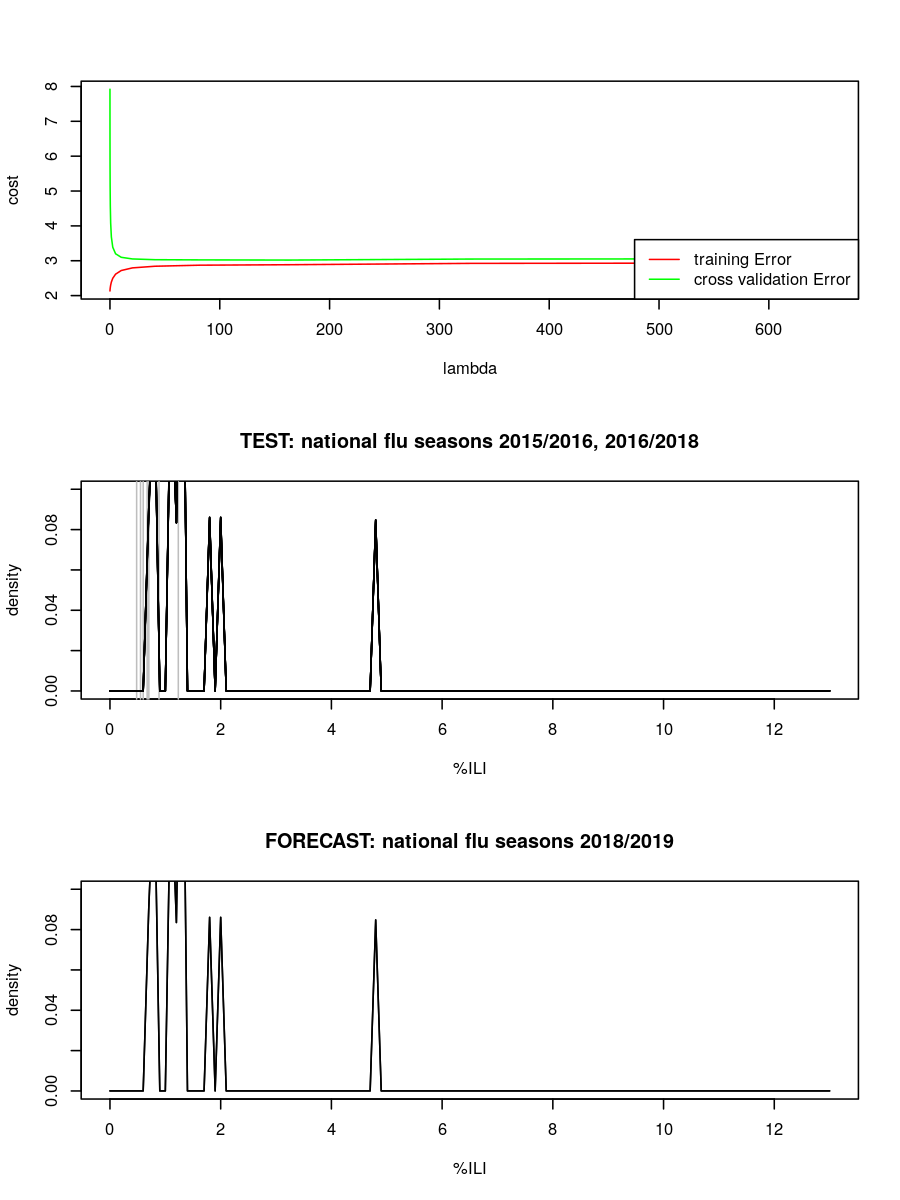 8
7
6
5
4
3
2
cost
training Error
cross validation Error
0 100 200 300 400 500 600
lambda
TEST: national flu seasons 2015/2016, 2016/2018
0.08
0.04
0.00
density
0 2 4 6 8 10 12
%ILI
FORECAST: national flu seasons 2018/2019
0.08
0.04
0.00
density
0 2 4 6 8 10 12
%ILI